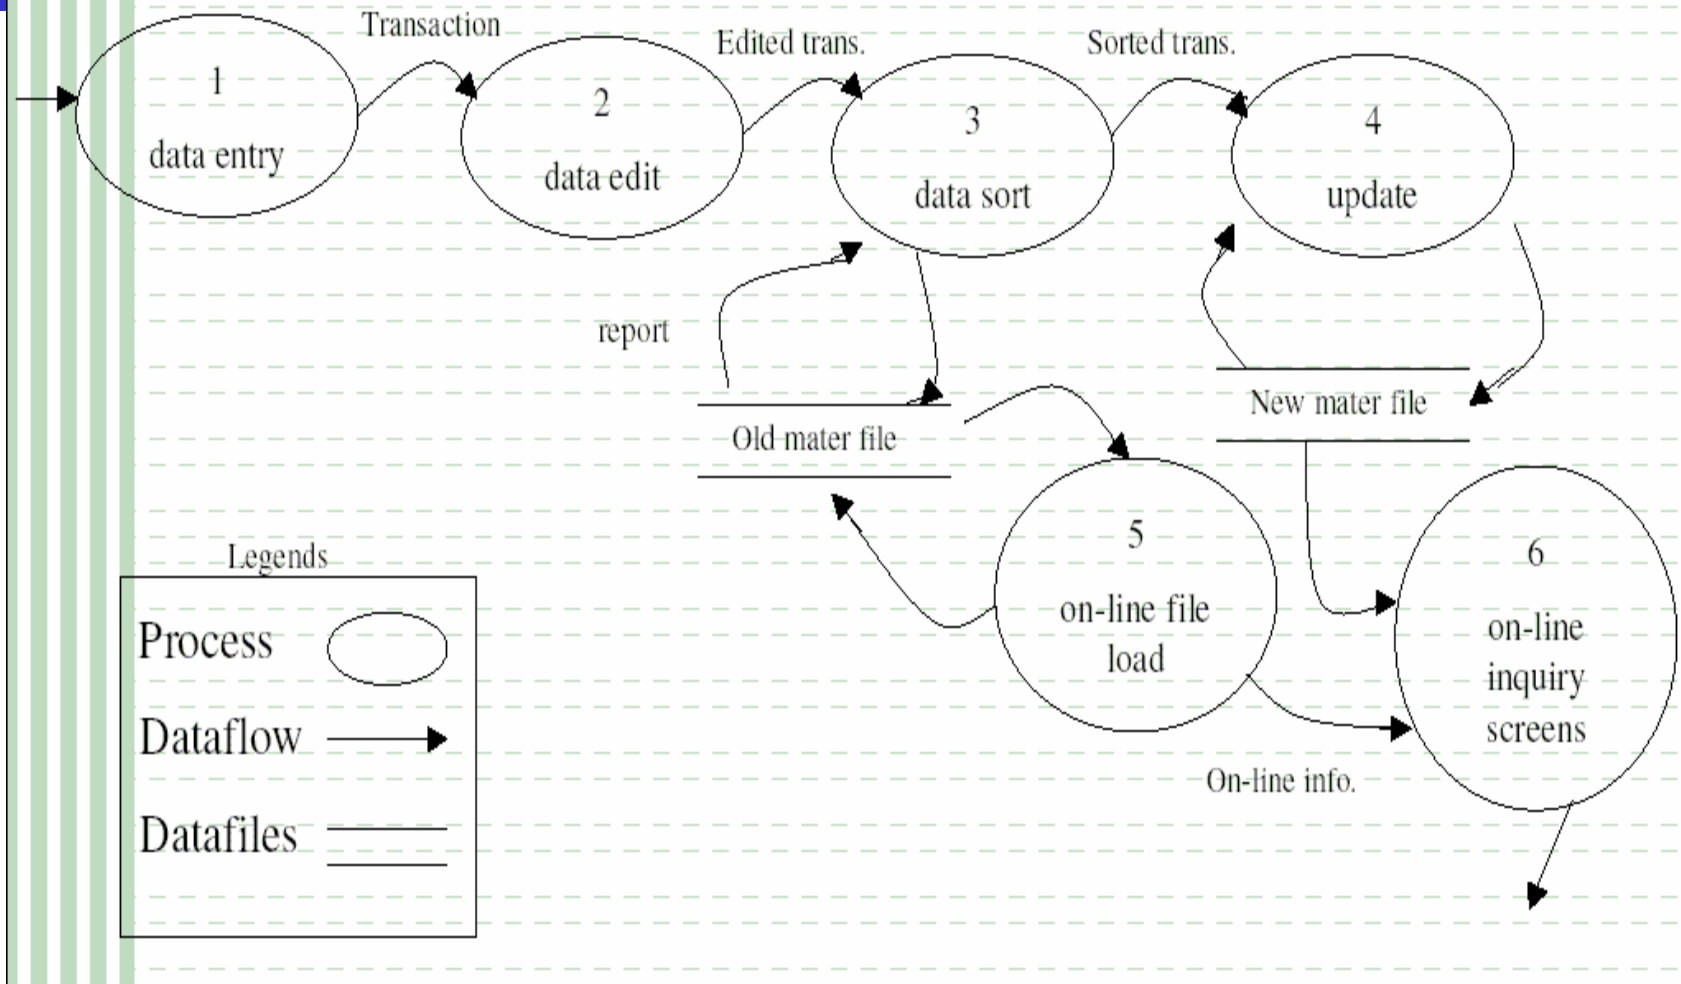 Transaction
Edited trans.
Sorted trans.
1
data entry
2
data edit
3
data sort
4
update
report
Old mater file
New mater file
5
on-line file
load
6
on-line
inquiry
screens
On-line info.
Legends
Process
Dataflow
Datafiles